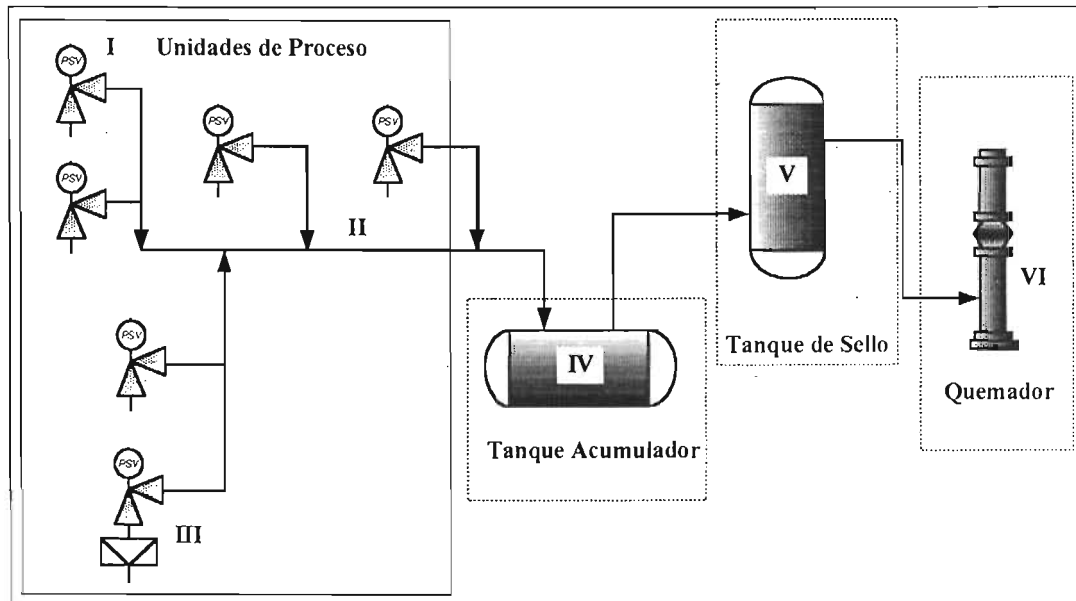 I
Unidades de Proceso
PSV
PSV
PSV
PSV
II
PSV
PSV
III
IV
Tanque Acumulador
V
Tanque de Sello
VI
Quemador